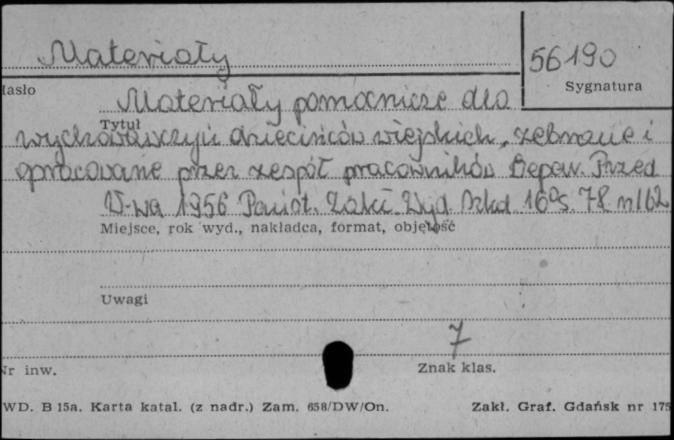 Materiały
56190
Hasło
Sygnatura
Materiały pomocnicze dla
Tytuł
wychowawczyń dziecińców wiejskich, zebrane i
opracowane przez zespół pracowników Depar. Przed
W-wa 1956 Państ. Zakł. Wyd Szkol 16° s. 78 nlb2
Miejsce, rok wyd., nakładca, format, objętość
Uwagi
7
Nr inw.
Znak klas.
WD. B 15a. Karta katal. (z nadr.) Zam. 658/DW/On.
Zakł. Graf. Gdańsk nr 175